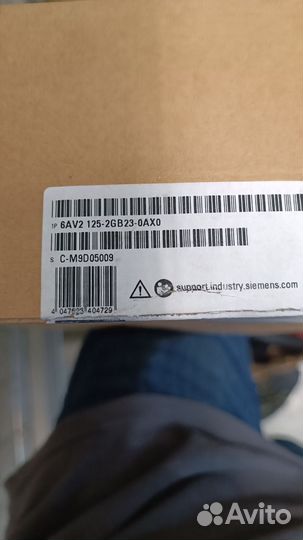 1P 6AV2 125-2GB23-0AX0
S C-M9D05009
support.industry.siemens.com
4 047623 404729
Avito